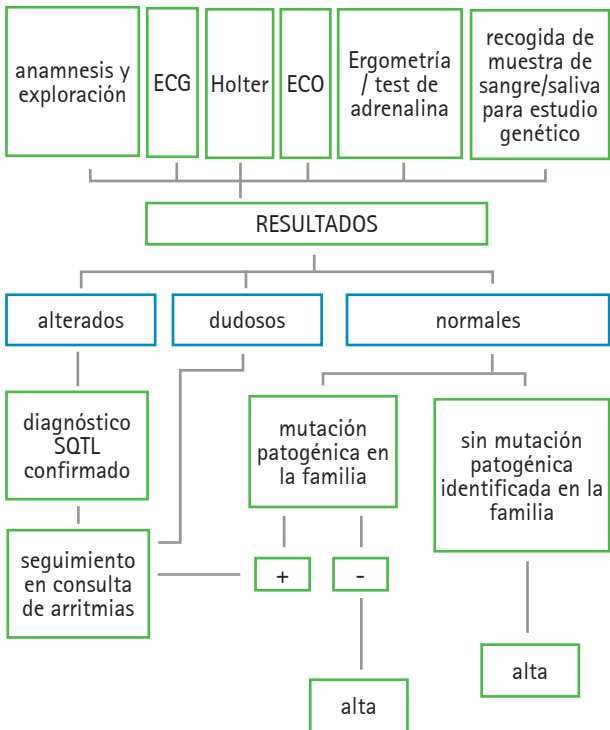 anamnesis y
exploración
ECG
Holter
ECO
Ergometría
/ test de
adrenalina
recogida de
muestra de
sangre/saliva
para estudio
genético
RESULTADOS
alterados
dudosos
normales
diagnóstico
SQTL
confirmado
mutación
patogénica en
la familia
sin mutación
patogénica
identificada en la
familia
seguimiento
en consulta
de arritmias
+
-
alta
alta